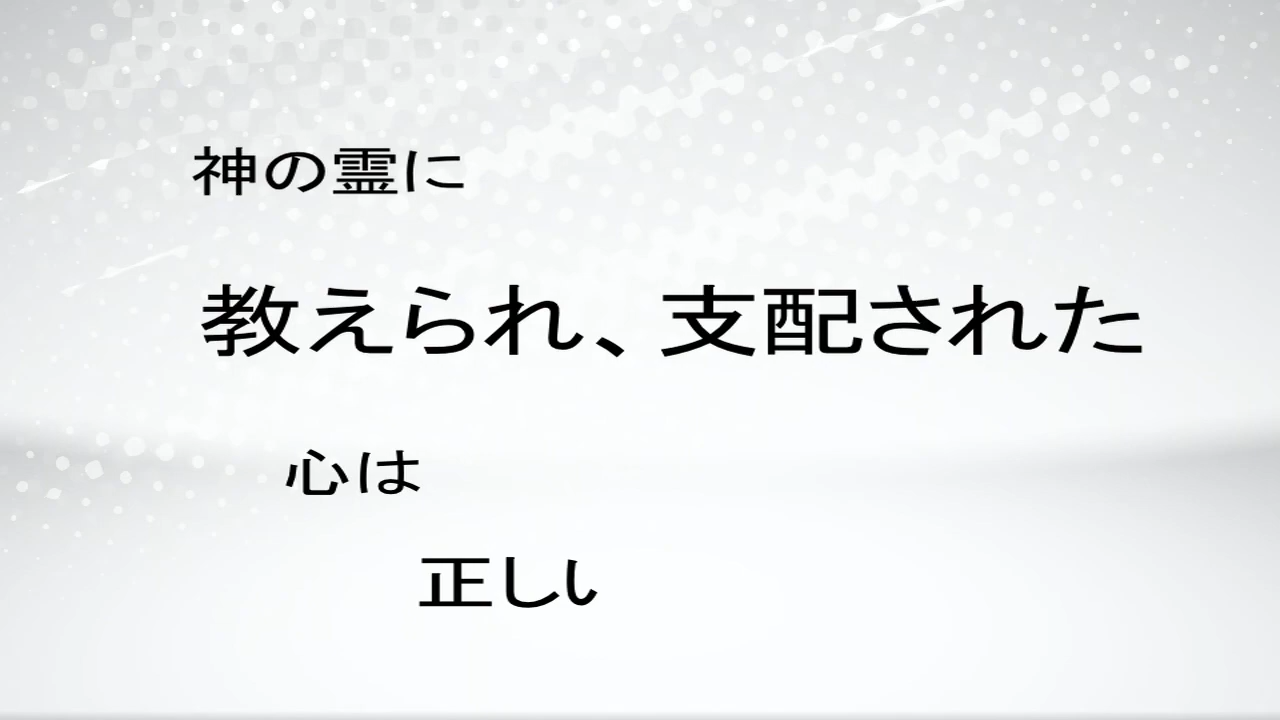 神の霊に
教えられ、支配された
心は
正しい